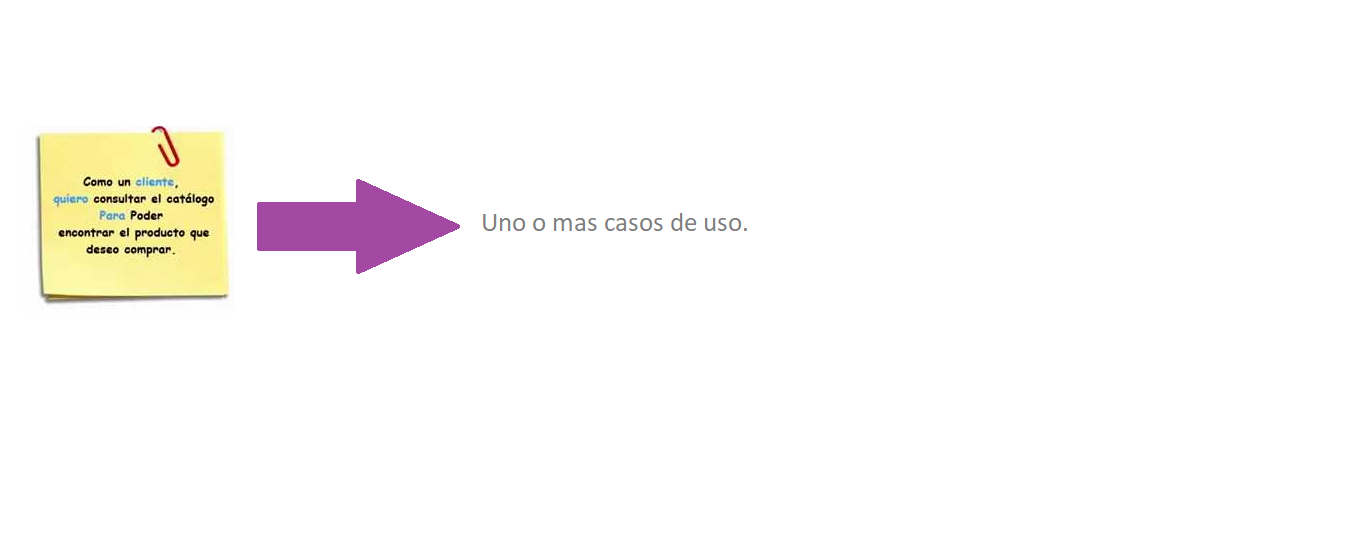 Como un cliente,
quiero consultar el catálogo
Para Poder
encontrar el producto que
deseo comprar.
Uno o mas casos de uso.